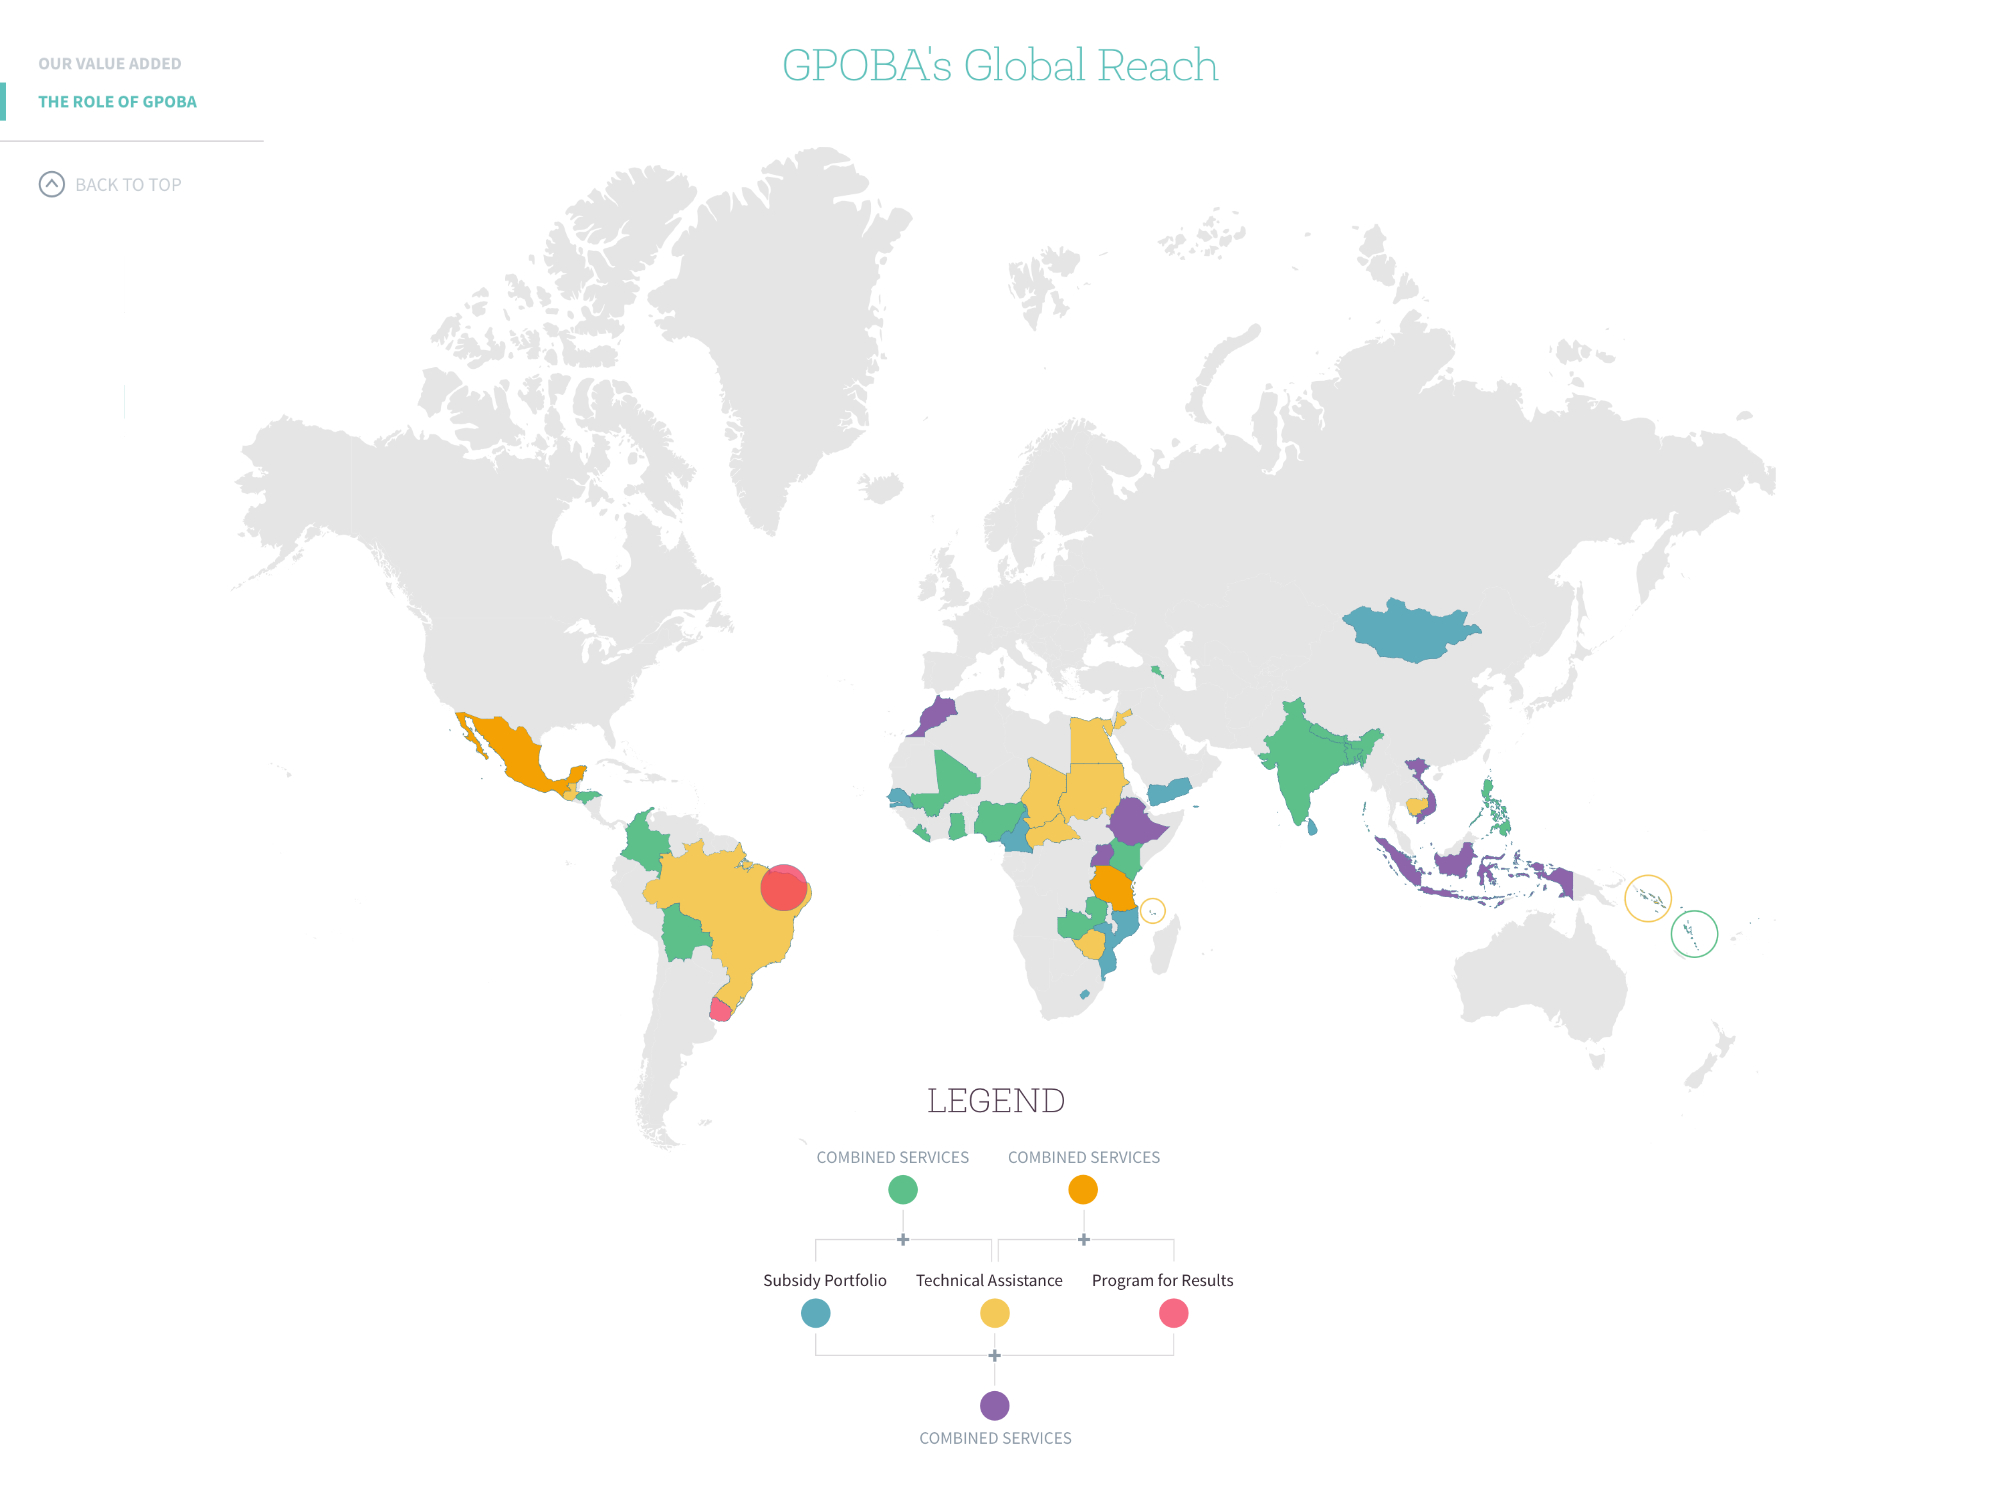 OUR VALUE ADDED
THE ROLE OF GPOBA
BACK TO TOP
GPOBA's Global Reach
LEGEND
COMBINED SERVICES
COMBINED SERVICES
Subsidy Portfolio
Technical Assistance
Program for Results
COMBINED SERVICES